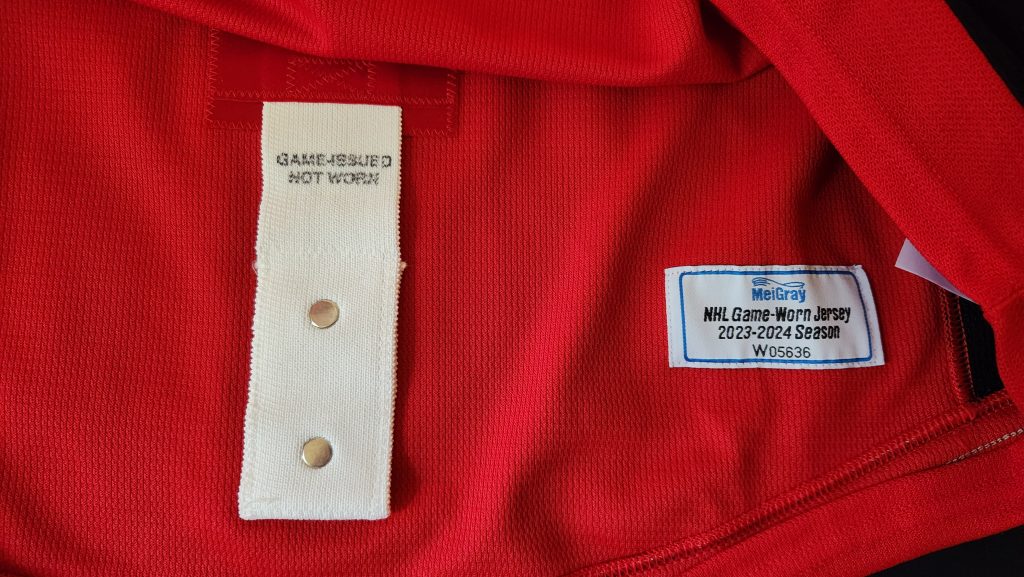 GAME-ISSUED
NOT WORN
MeiGray
NHL Game-Worn Jersey
2023-2024 Season
W05636